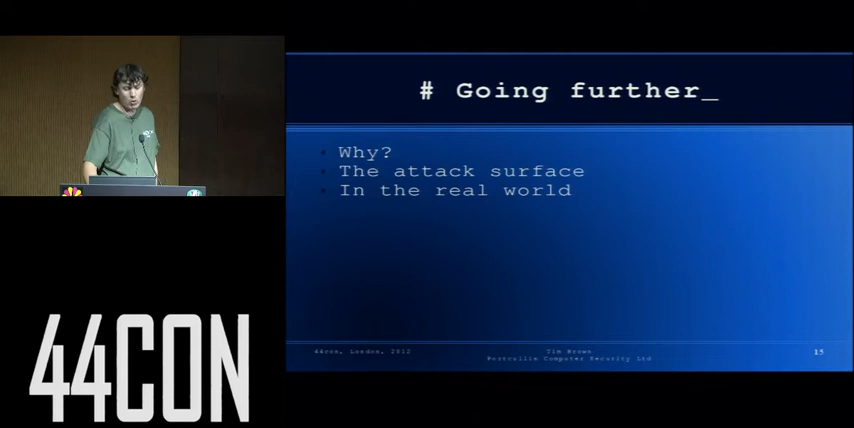 # Going further_
Why?
The attack surface
In the real world
44CON
44con, London, 2012
Tim Brown
Portcullis Computer Security Ltd
15